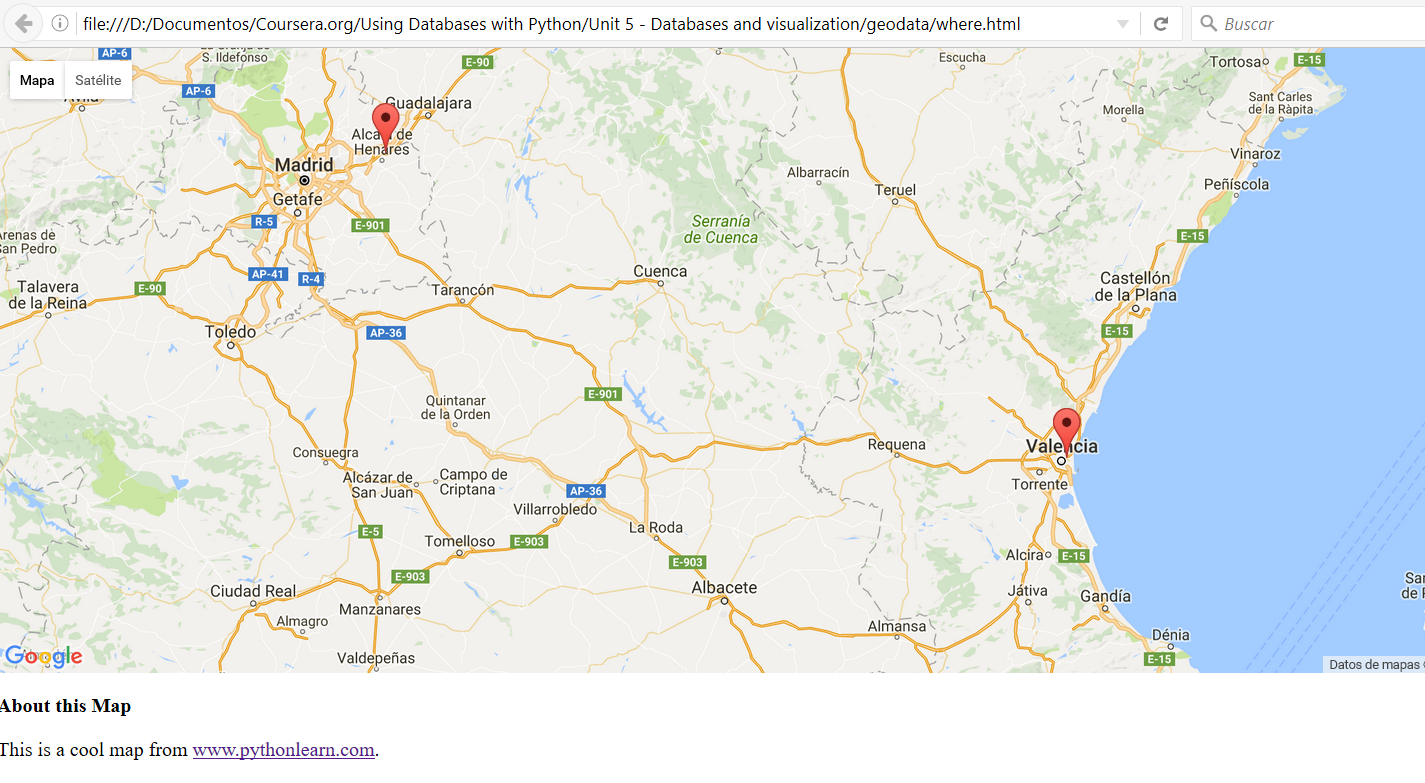 file:///D:/Documentos/Coursera.org/Using Databases with Python/Unit 5 - Databases and visualization/geodata/where.html
Buscar
Mapa
Satélite
AP-6
S. Ildefonso
E-90
Escucha
Tortosa
E-15
AP-6
Guadalajara
Morella
Sant Carles
de la Ràpita
Alcalá de
Henares
Madrid
Getafe
Vinaroz
Albarracín
Teruel
Peñíscola
R-5
E-901
Serranía
de Cuenca
E-15
Arenas de
San Pedro
AP-41
R-4
Cuenca
Castellón
de la Plana
Talavera
de la Reina
E-90
Tarancón
Toledo
AP-36
E-15
E-901
Quintanar
de la Orden
Requena
Valencia
Consuegra
Alcázar de
San Juan
Campo de
Criptana
Torrente
AP-36
Villarrobledo
La Roda
E-5
Tomelloso
E-903
Alcira
E-15
E-903
E-903
Ciudad Real
Albacete
Játiva
Gandía
Manzanares
Almagro
Almansa
Dénia
Valdepeñas
E-15
Google
Datos de mapas
About this Map
This is a cool map from www.pythonlearn.com.